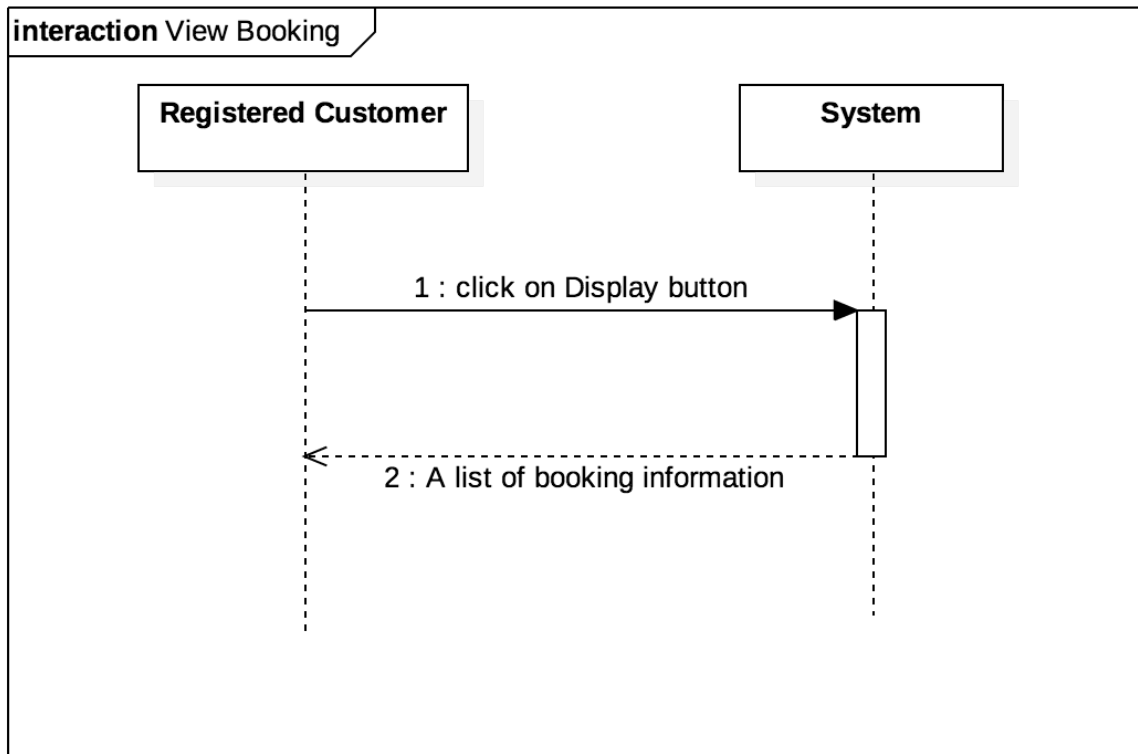 interaction View Booking
Registered Customer
System
1 : click on Display button
2 : A list of booking information